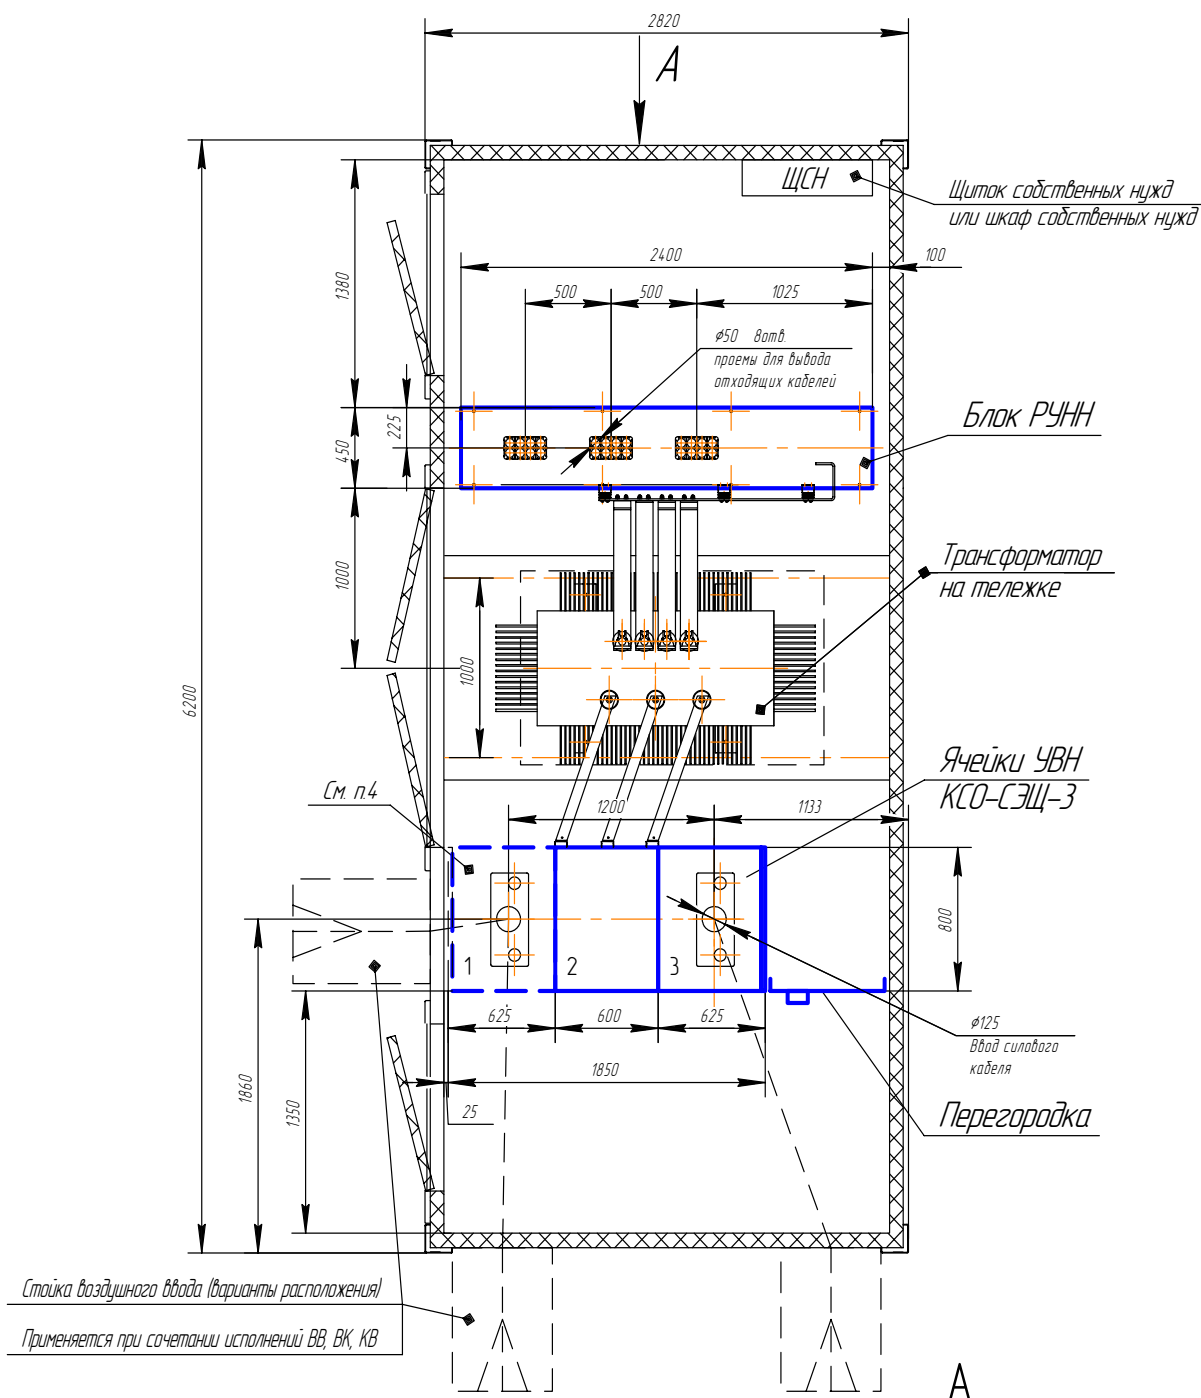 2820
А
ЩСН
Щиток собственных нужд
или шкаф собственных нужд
2400
100
1380
500
500
1025
⌀50 8отв.
проемы для вывода
отходящих кабелей
225
450
Блок РУНН
1000
Трансформатор
на тележке
1000
6200
Ячейки УВН
КСО-СЭЩ-3
См. п.4
1200
1133
800
1
2
3
625
600
625
⌀125
Ввод силового
кабеля
1850
1860
1350
25
Перегородка
Стойка воздушного ввода (варианты расположения)
Применяется при сочетании исполнений ВВ, ВК, КВ
А